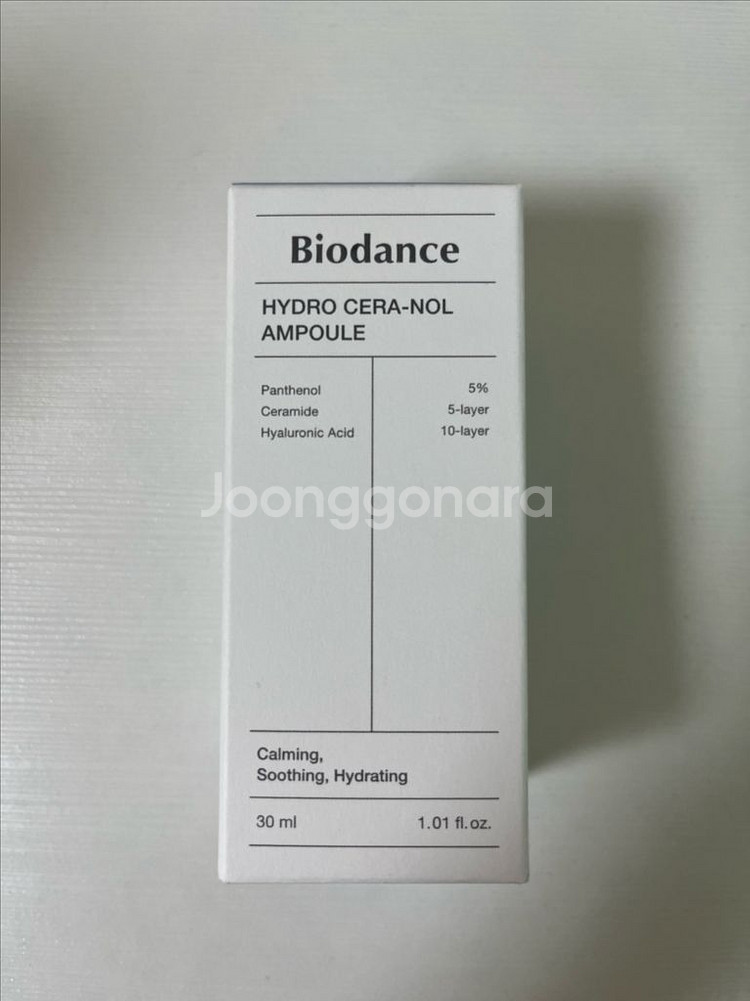 Biodance
HYDRO CERA-NOL
AMPOULE
Panthenol 5%
Ceramide 5-layer
Hyaluronic Acid 10-layer
Joonggonara
Calming,
Soothing, Hydrating
30 ml 1.01 fl.oz.